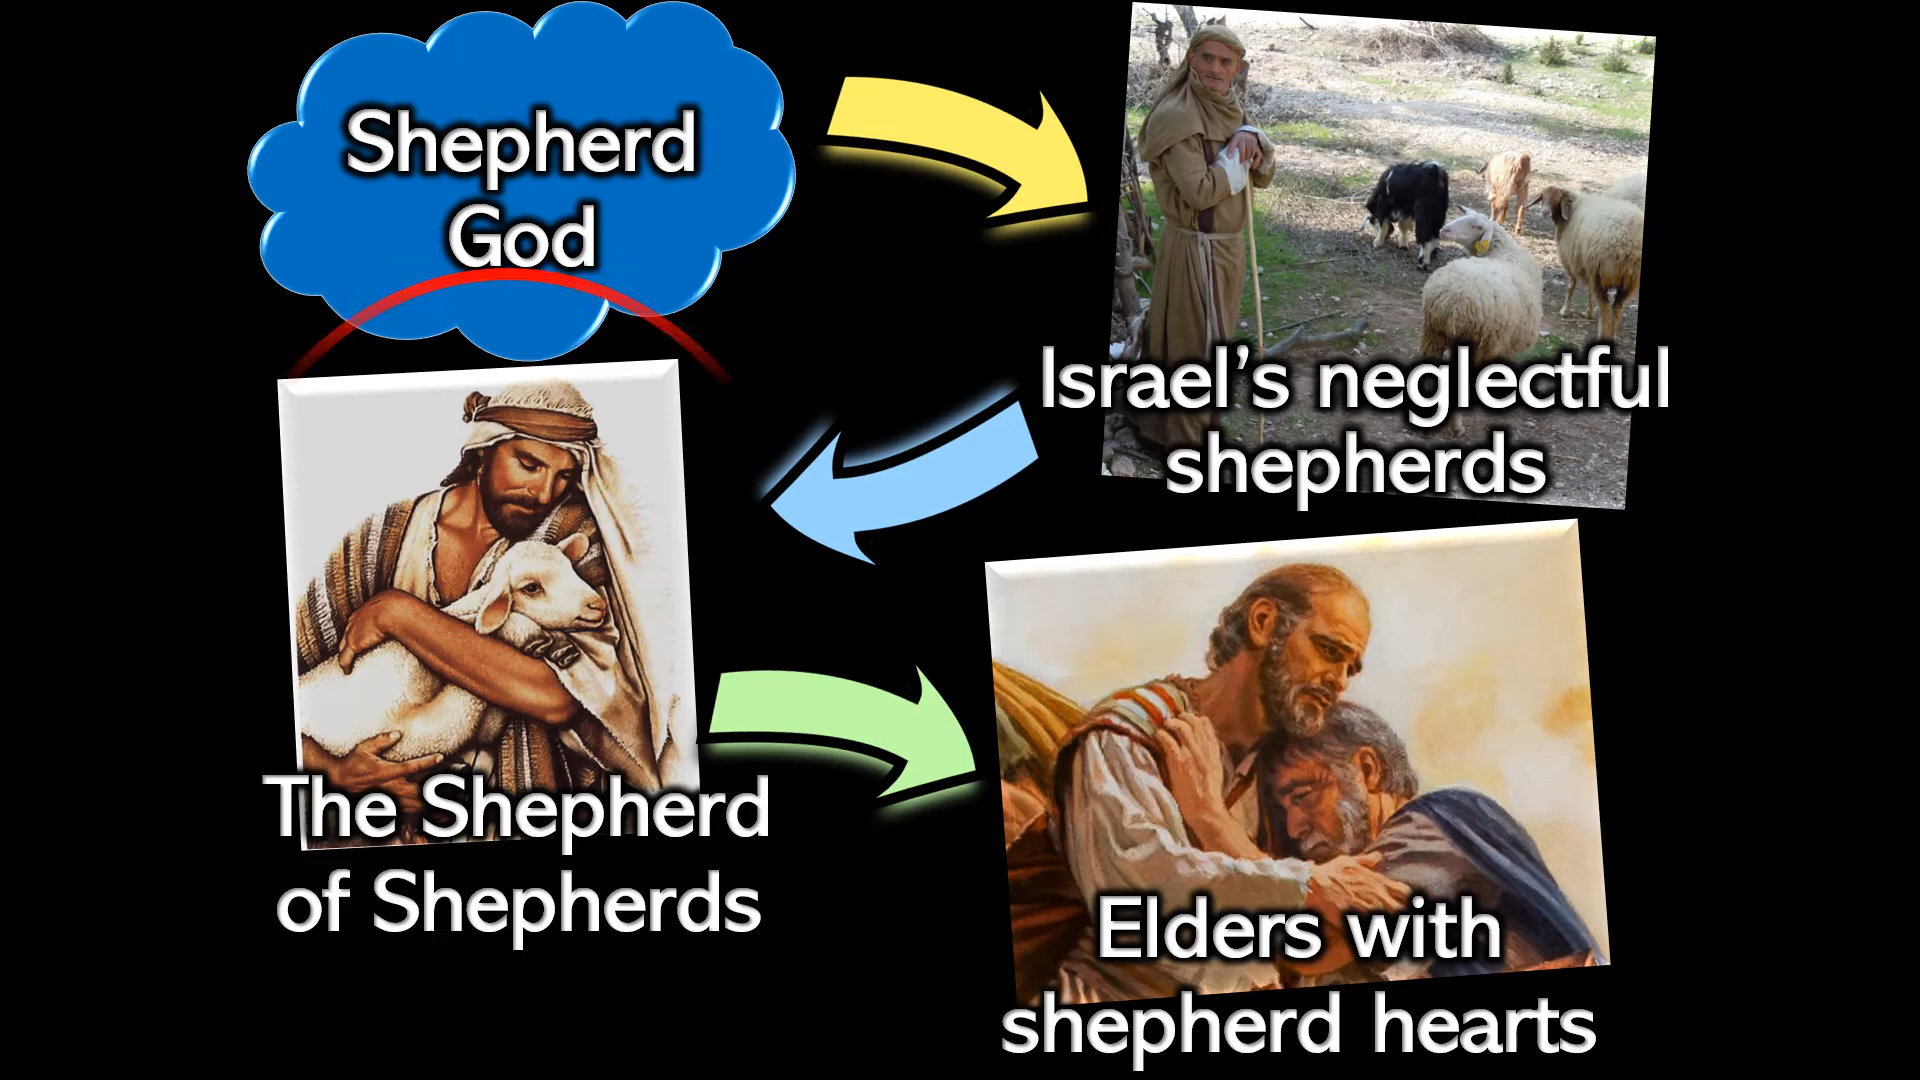 Shepherd
God
Israel's neglectful
shepherds
The Shepherd
of Shepherds
Elders with
shepherd hearts